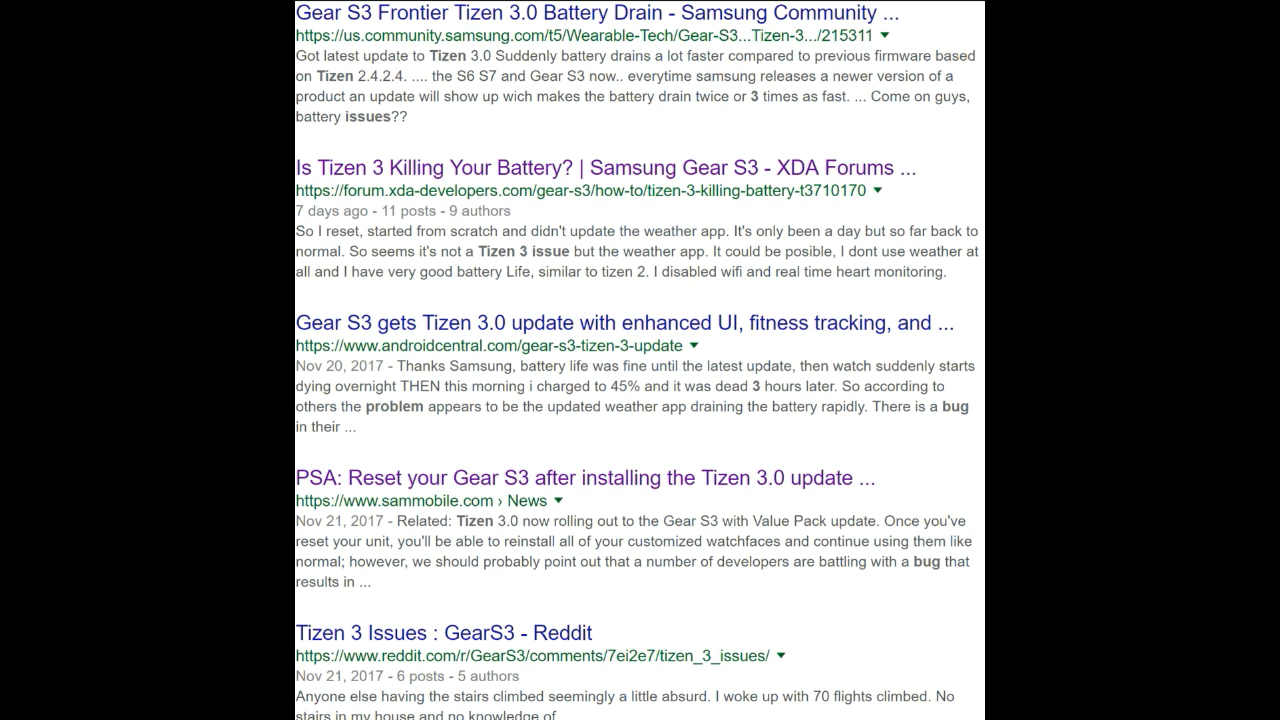 Gear S3 Frontier Tizen 3.0 Battery Drain - Samsung Community ...
https://us.community.samsung.com/t5/Wearable-Tech/Gear-S3...Tizen-3.../215311
Got latest update to Tizen 3.0 Suddenly battery drains a lot faster compared to previous firmware based
on Tizen 2.4.2.4. .... the S6 S7 and Gear S3 now.. everytime samsung releases a newer version of a
product an update will show up wich makes the battery drain twice or 3 times as fast. ... Come on guys,
battery issues??
Is Tizen 3 Killing Your Battery? | Samsung Gear S3 - XDA Forums ...
https://forum.xda-developers.com/gear-s3/how-to/tizen-3-killing-battery-t3710170
7 days ago - 11 posts - 9 authors
So I reset, started from scratch and didn't update the weather app. It's only been a day but so far back to
normal. So seems it's not a Tizen 3 issue but the weather app. It could be posible, I dont use weather at
all and I have very good battery Life, similar to tizen 2. I disabled wifi and real time heart monitoring.
Gear S3 gets Tizen 3.0 update with enhanced UI, fitness tracking, and ...
https://www.androidcentral.com/gear-s3-tizen-3-update
Nov 20, 2017 - Thanks Samsung, battery life was fine until the latest update, then watch suddenly starts
dying overnight THEN this morning i charged to 45% and it was dead 3 hours later. So according to
others the problem appears to be the updated weather app draining the battery rapidly. There is a bug
in their ...
PSA: Reset your Gear S3 after installing the Tizen 3.0 update ...
https://www.sammobile.com › News
Nov 21, 2017 - Related: Tizen 3.0 now rolling out to the Gear S3 with Value Pack update. Once you've
reset your unit, you'll be able to reinstall all of your customized watchfaces and continue using them like
normal; however, we should probably point out that a number of developers are battling with a bug that
results in ...
Tizen 3 Issues : GearS3 - Reddit
https://www.reddit.com/r/GearS3/comments/7ei2e7/tizen_3_issues/
Nov 21, 2017 - 6 posts - 5 authors
Anyone else having the stairs climbed seemingly a little absurd. I woke up with 70 flights climbed. No
stairs in my house and no knowledge of